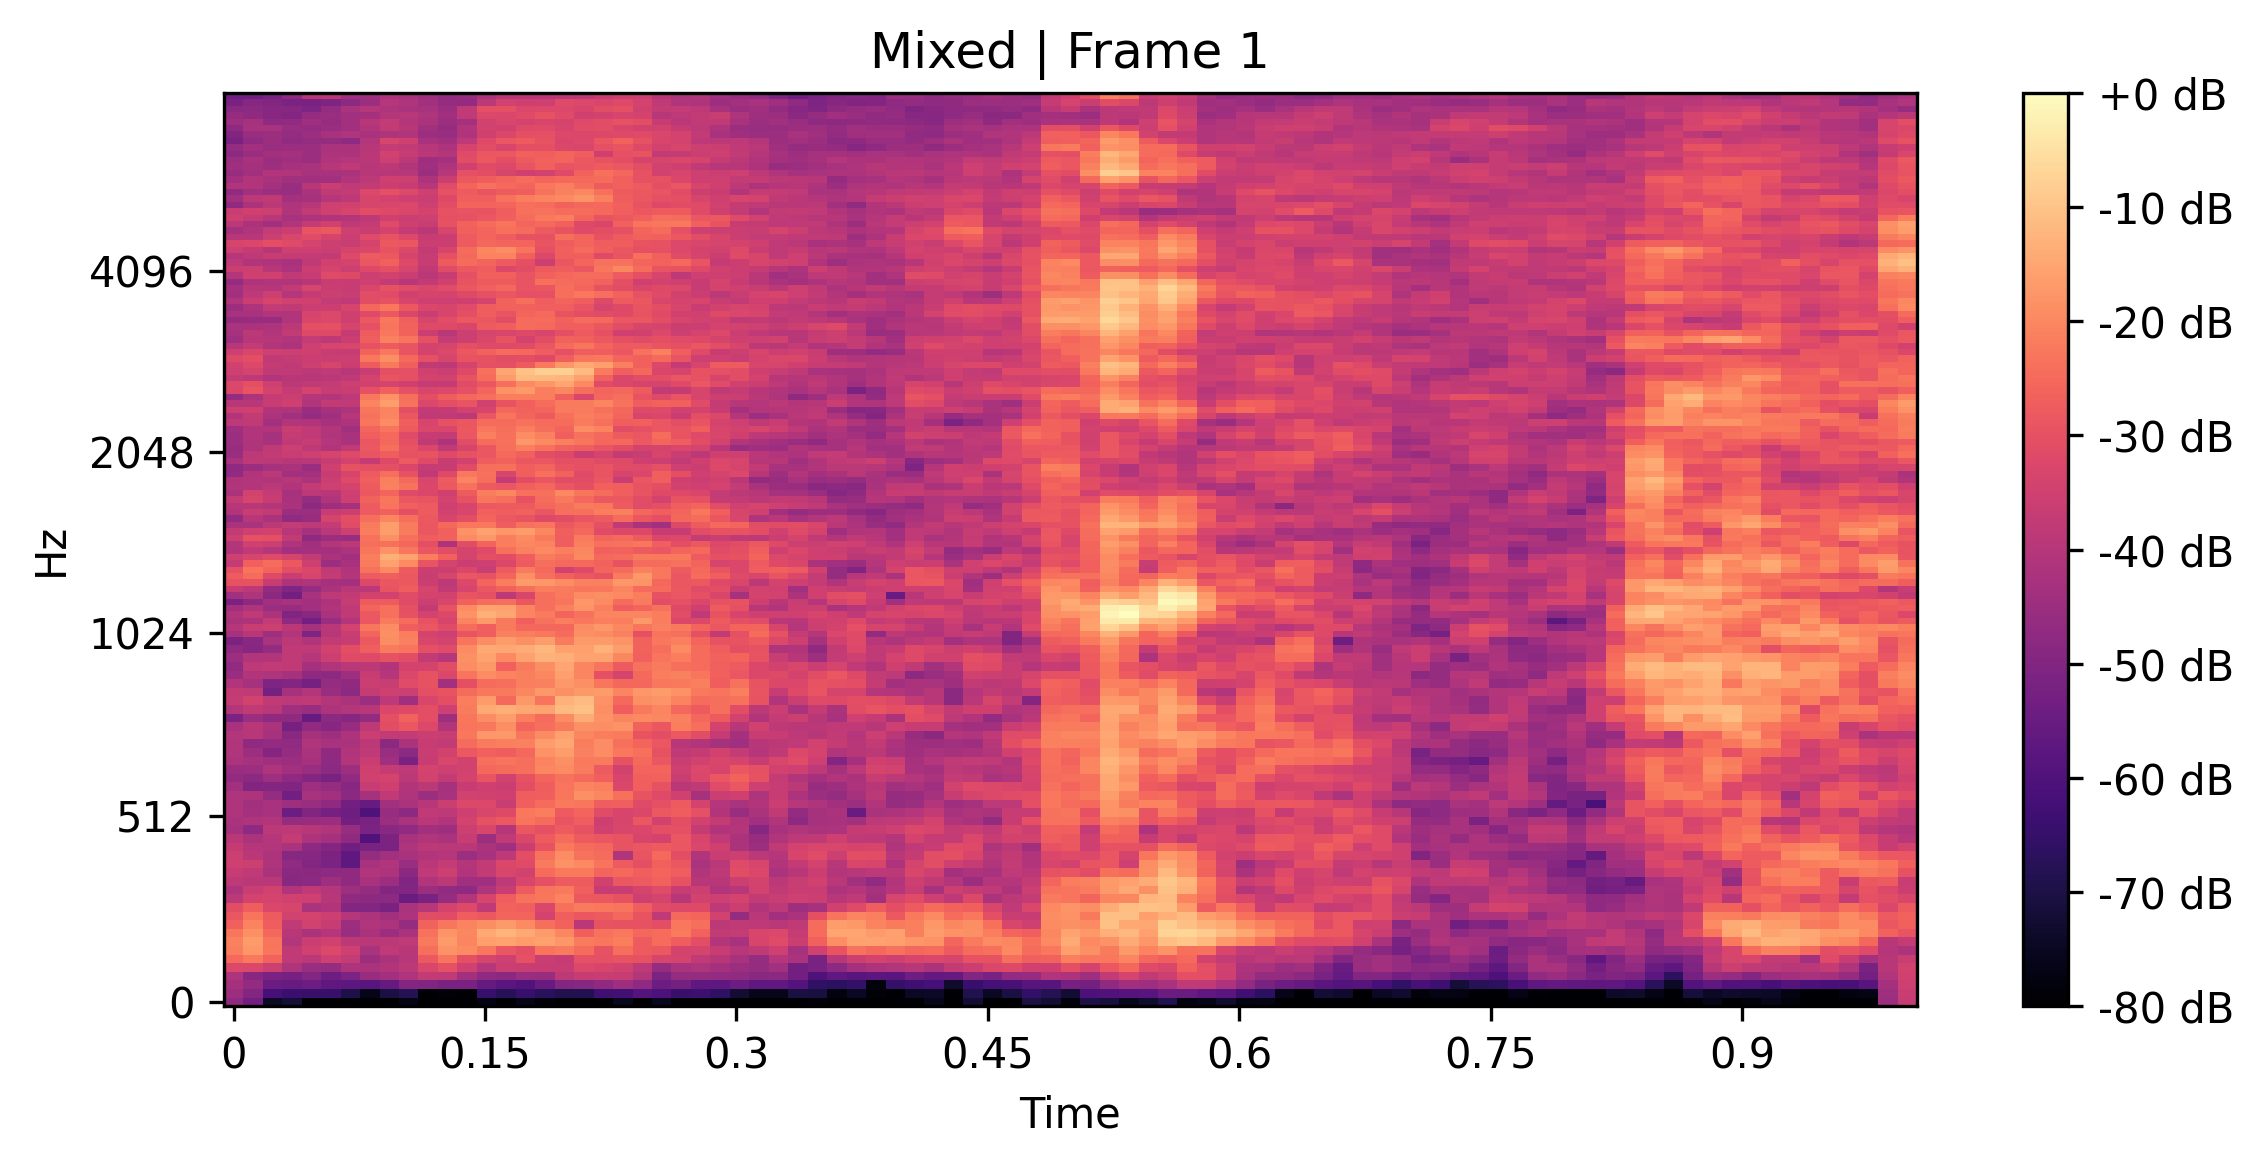 Mixed | Frame 1
+0 dB
-10 dB
-20 dB
-30 dB
-40 dB
-50 dB
-60 dB
-70 dB
-80 dB
4096
2048
1024
512
0
Hz
0 0.15 0.3 0.45 0.6 0.75 0.9
Time